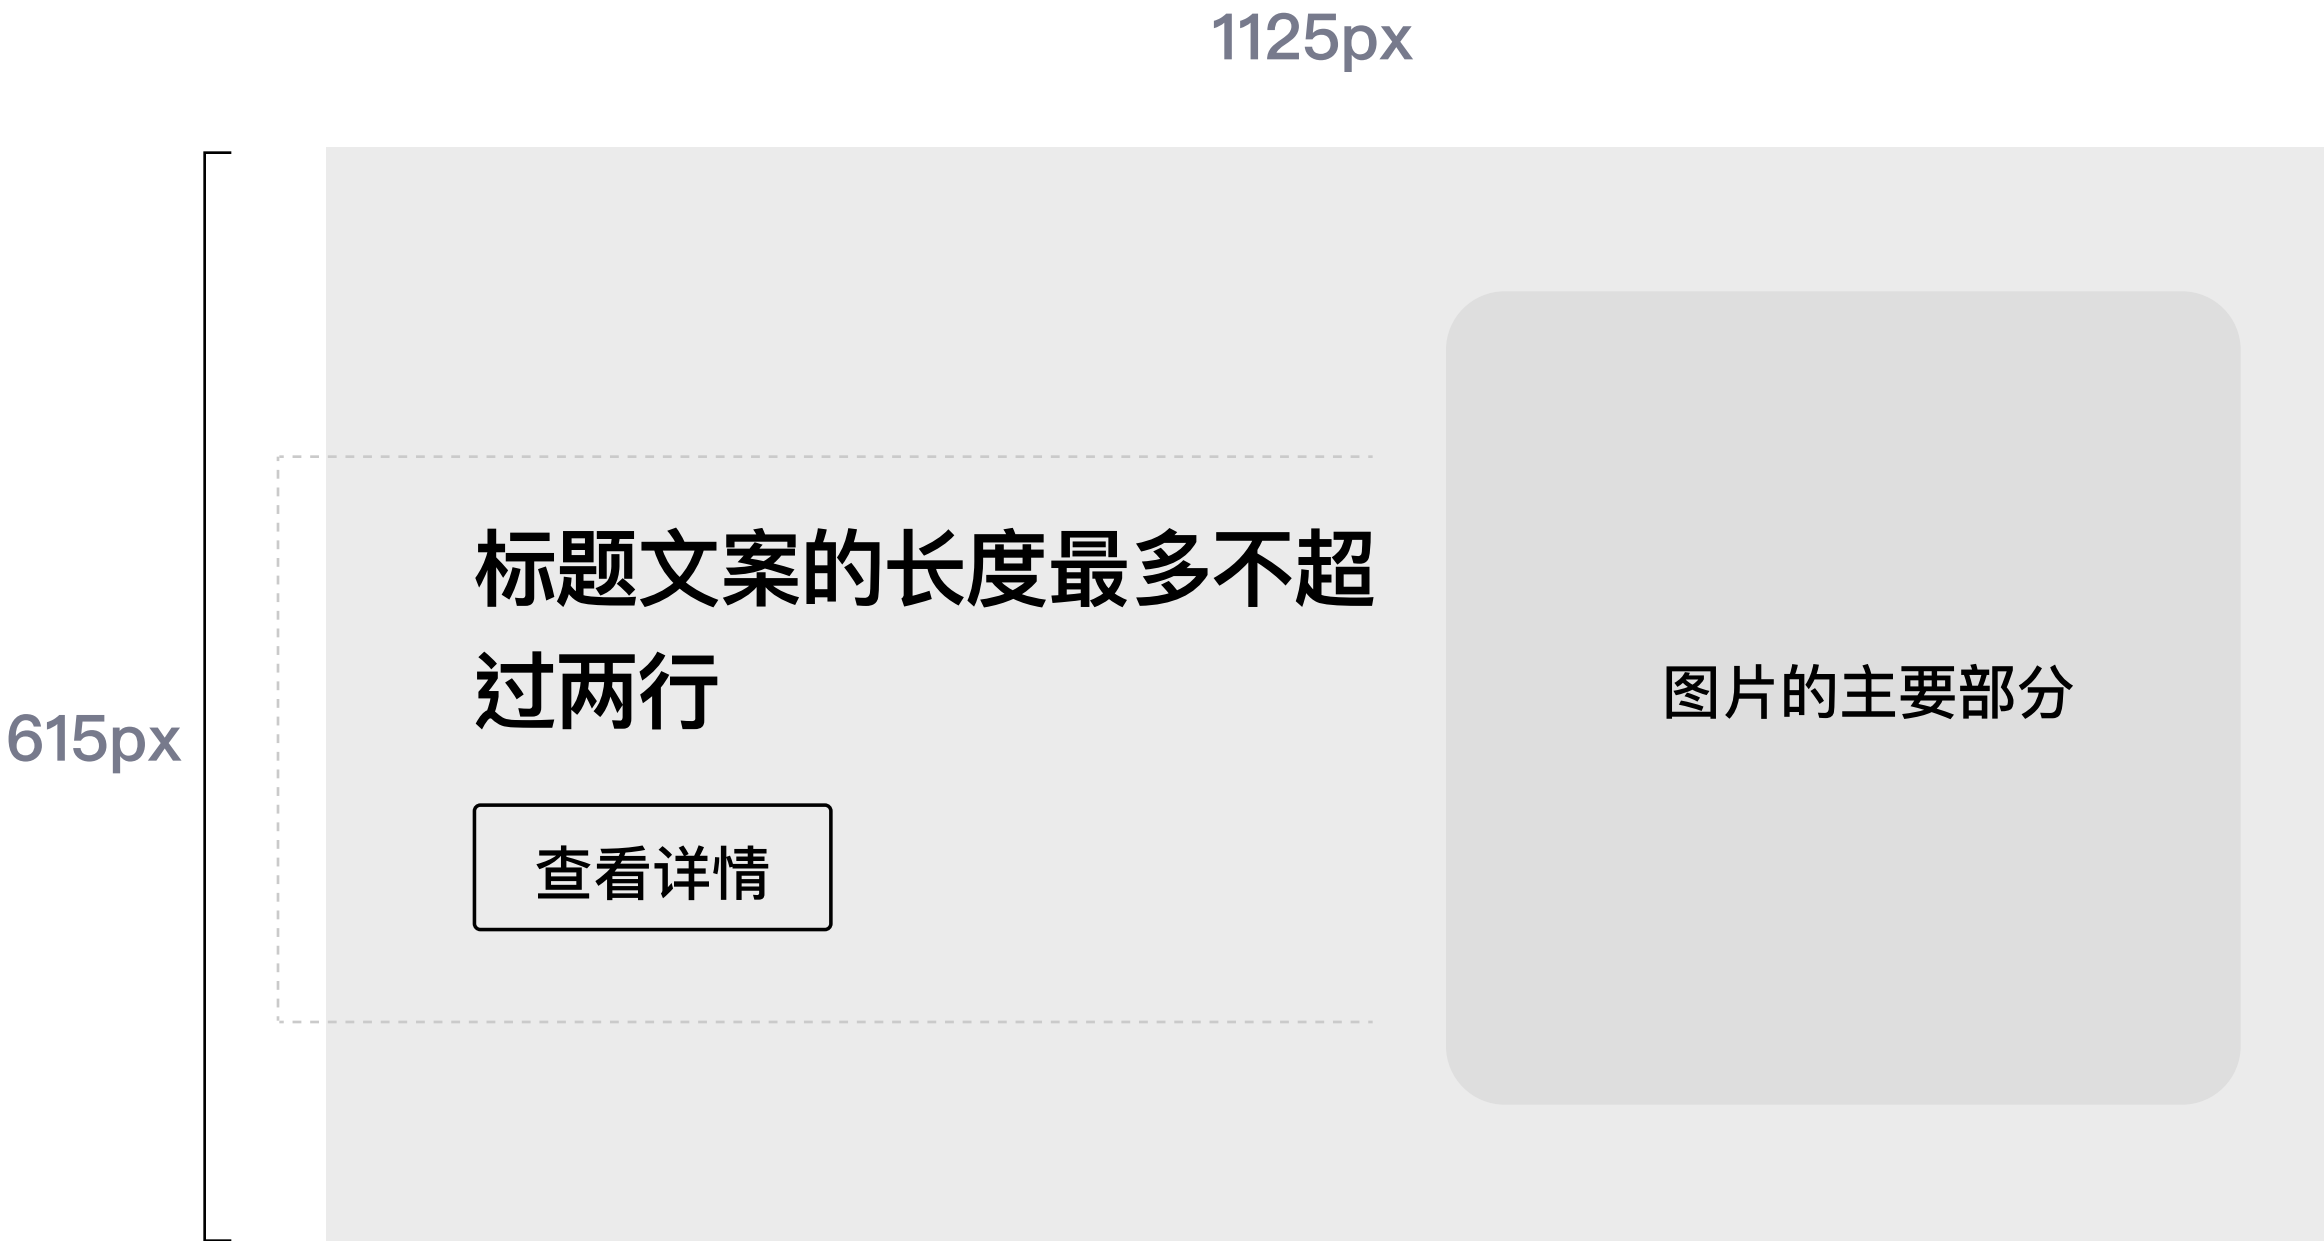 1125px
615px
标题文案的长度最多不超
过两行
查看详情
图片的主要部分